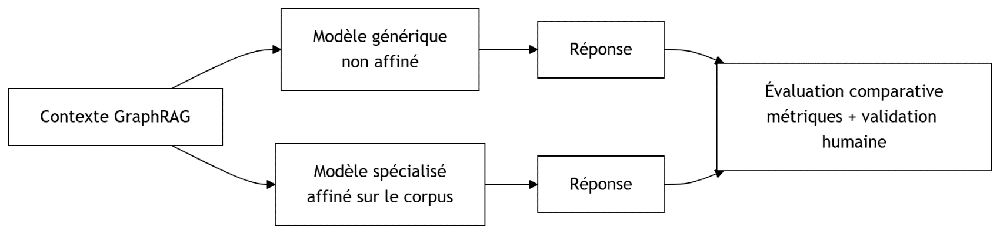 Contexte GraphRAG
Modèle générique
non affiné
Réponse
Modèle spécialisé
affiné sur le corpus
Réponse
Évaluation comparative
métriques + validation
humaine